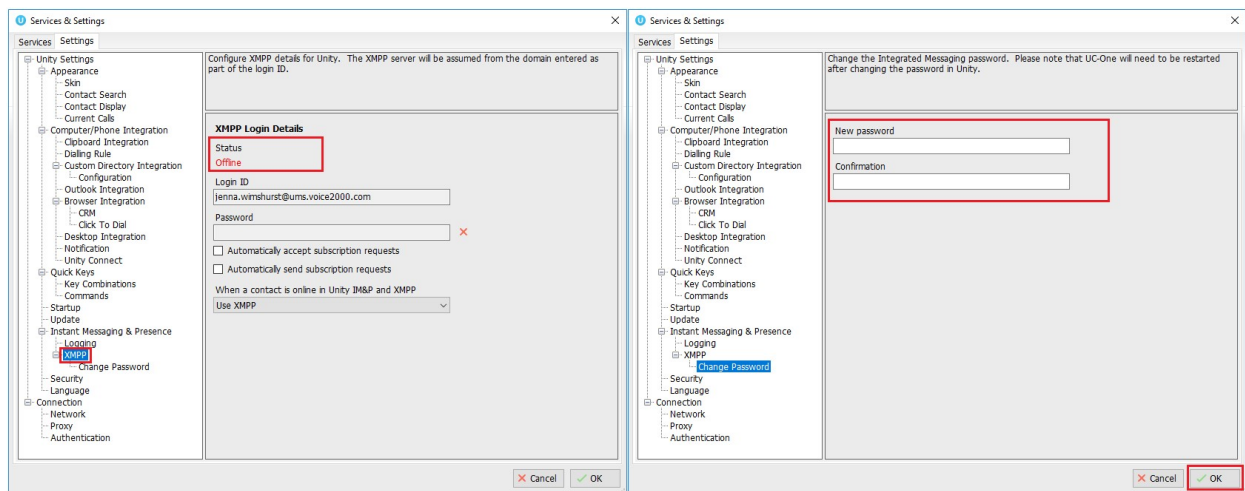 Services & Settings
Services Settings
Unity Settings
Appearance
Skin
Contact Search
Contact Display
Current Calls
Computer/Phone Integration
Clipboard Integration
Dialling Rule
Custom Directory Integration
Configuration
Outlook Integration
Browser Integration
CRM
Click To Dial
Desktop Integration
Notification
Unity Connect
Quick Keys
Key Combinations
Commands
Startup
Update
Instant Messaging & Presence
Logging
XMPP
Change Password
Security
Language
Connection
Network
Proxy
Authentication
Configure XMPP details for Unity. The XMPP server will be assumed from the domain entered as
part of the login ID.
XMPP Login Details
Status
Offline
Login ID
jenna.wimshurst@ums.voice2000.com
Password
Automatically accept subscription requests
Automatically send subscription requests
When a contact is online in Unity IM&P and XMPP
Use XMPP
Cancel OK
Services & Settings
Services Settings
Unity Settings
Appearance
Skin
Contact Search
Contact Display
Current Calls
Computer/Phone Integration
Clipboard Integration
Dialling Rule
Custom Directory Integration
Configuration
Outlook Integration
Browser Integration
CRM
Click To Dial
Desktop Integration
Notification
Unity Connect
Quick Keys
Key Combinations
Commands
Startup
Update
Instant Messaging & Presence
Logging
XMPP
Change Password
Security
Language
Connection
Network
Proxy
Authentication
Change the Integrated Messaging password. Please note that UC-One will need to be restarted
after changing the password in Unity.
New password
Confirmation
Cancel OK